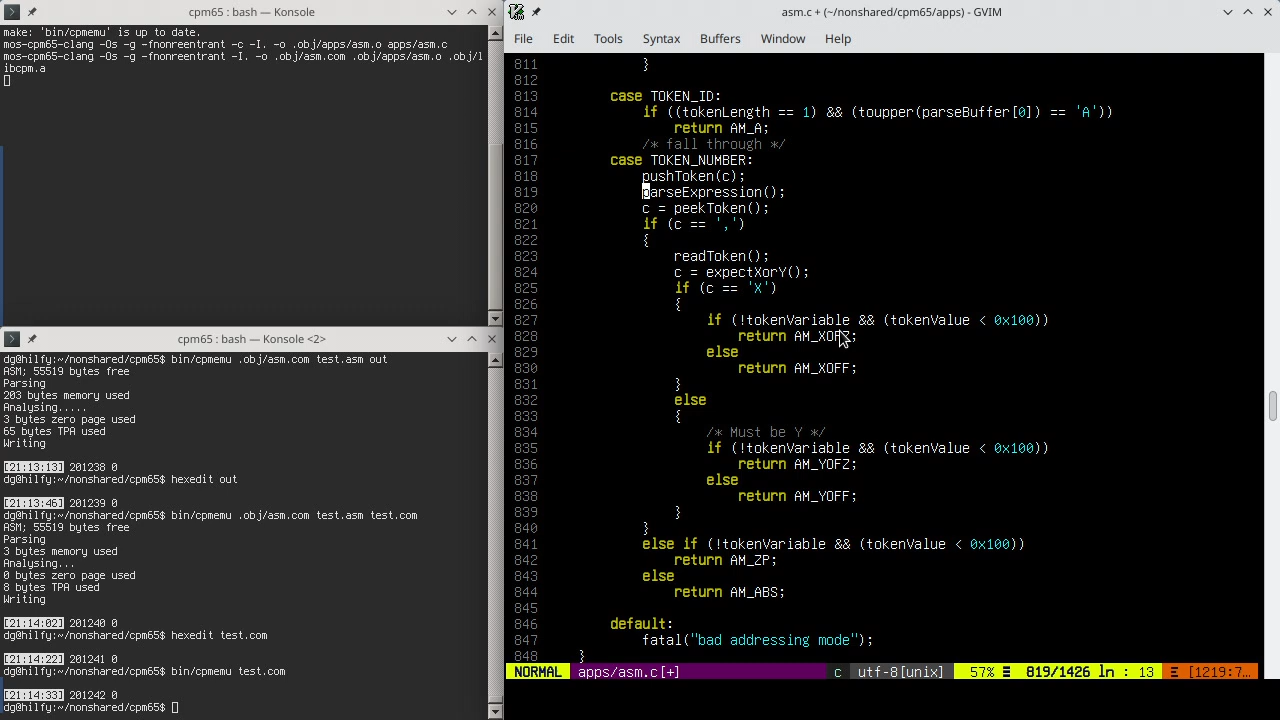 cpm65 : bash — Konsole
make: 'bin/cpmemu' is up to date.
mos-cpm65-clang -Os -g -fnonreentrant -c -I. -o .obj/apps/asm.o apps/asm.c
mos-cpm65-clang -Os -g -fnonreentrant -I. -o .obj/asm.com .obj/apps/asm.o .obj/l
ibcpm.a
cpm65 : bash — Konsole <2>
dg@hilfy:~/nonshared/cpm65$ bin/cpmemu .obj/asm.com test.asm out
ASM; 55519 bytes free
Parsing
203 bytes memory used
Analysing.....
3 bytes zero page used
65 bytes TPA used
Writing
[21:13:13] 201238 0
dg@hilfy:~/nonshared/cpm65$ hexedit out
[21:13:46] 201239 0
dg@hilfy:~/nonshared/cpm65$ bin/cpmemu .obj/asm.com test.asm test.com
ASM; 55519 bytes free
Parsing
3 bytes memory used
Analysing...
0 bytes zero page used
8 bytes TPA used
Writing
[21:14:02] 201240 0
dg@hilfy:~/nonshared/cpm65$ hexedit test.com
[21:14:22] 201241 0
dg@hilfy:~/nonshared/cpm65$ bin/cpmemu test.com
[21:14:33] 201242 0
dg@hilfy:~/nonshared/cpm65$
asm.c + (~/nonshared/cpm65/apps) - GVIM
File Edit Tools Syntax Buffers Window Help
811 }
812
813 case TOKEN_ID:
814 if ((tokenLength == 1) && (toupper(parseBuffer[0]) == 'A'))
815 return AM_A;
816 /* fall through */
817 case TOKEN_NUMBER:
818 pushToken(c);
819 parseExpression();
820 c = peekToken();
821 if (c == ',')
822 {
823 readToken();
824 c = expectXorY();
825 if (c == 'X')
826 {
827 if (!tokenVariable && (tokenValue < 0x100))
828 return AM_XOFZ;
829 else
830 return AM_XOFF;
831 }
832 else
833 {
834 /* Must be Y */
835 if (!tokenVariable && (tokenValue < 0x100))
836 return AM_YOFZ;
837 else
838 return AM_YOFF;
839 }
840 }
841 else if (!tokenVariable && (tokenValue < 0x100))
842 return AM_ZP;
843 else
844 return AM_ABS;
845
846 default:
847 fatal("bad addressing mode");
848 }
NORMAL apps/asm.c[+] c utf-8[unix] 57% ☰ 819/1426 ln : 13 Ξ [1219:7…